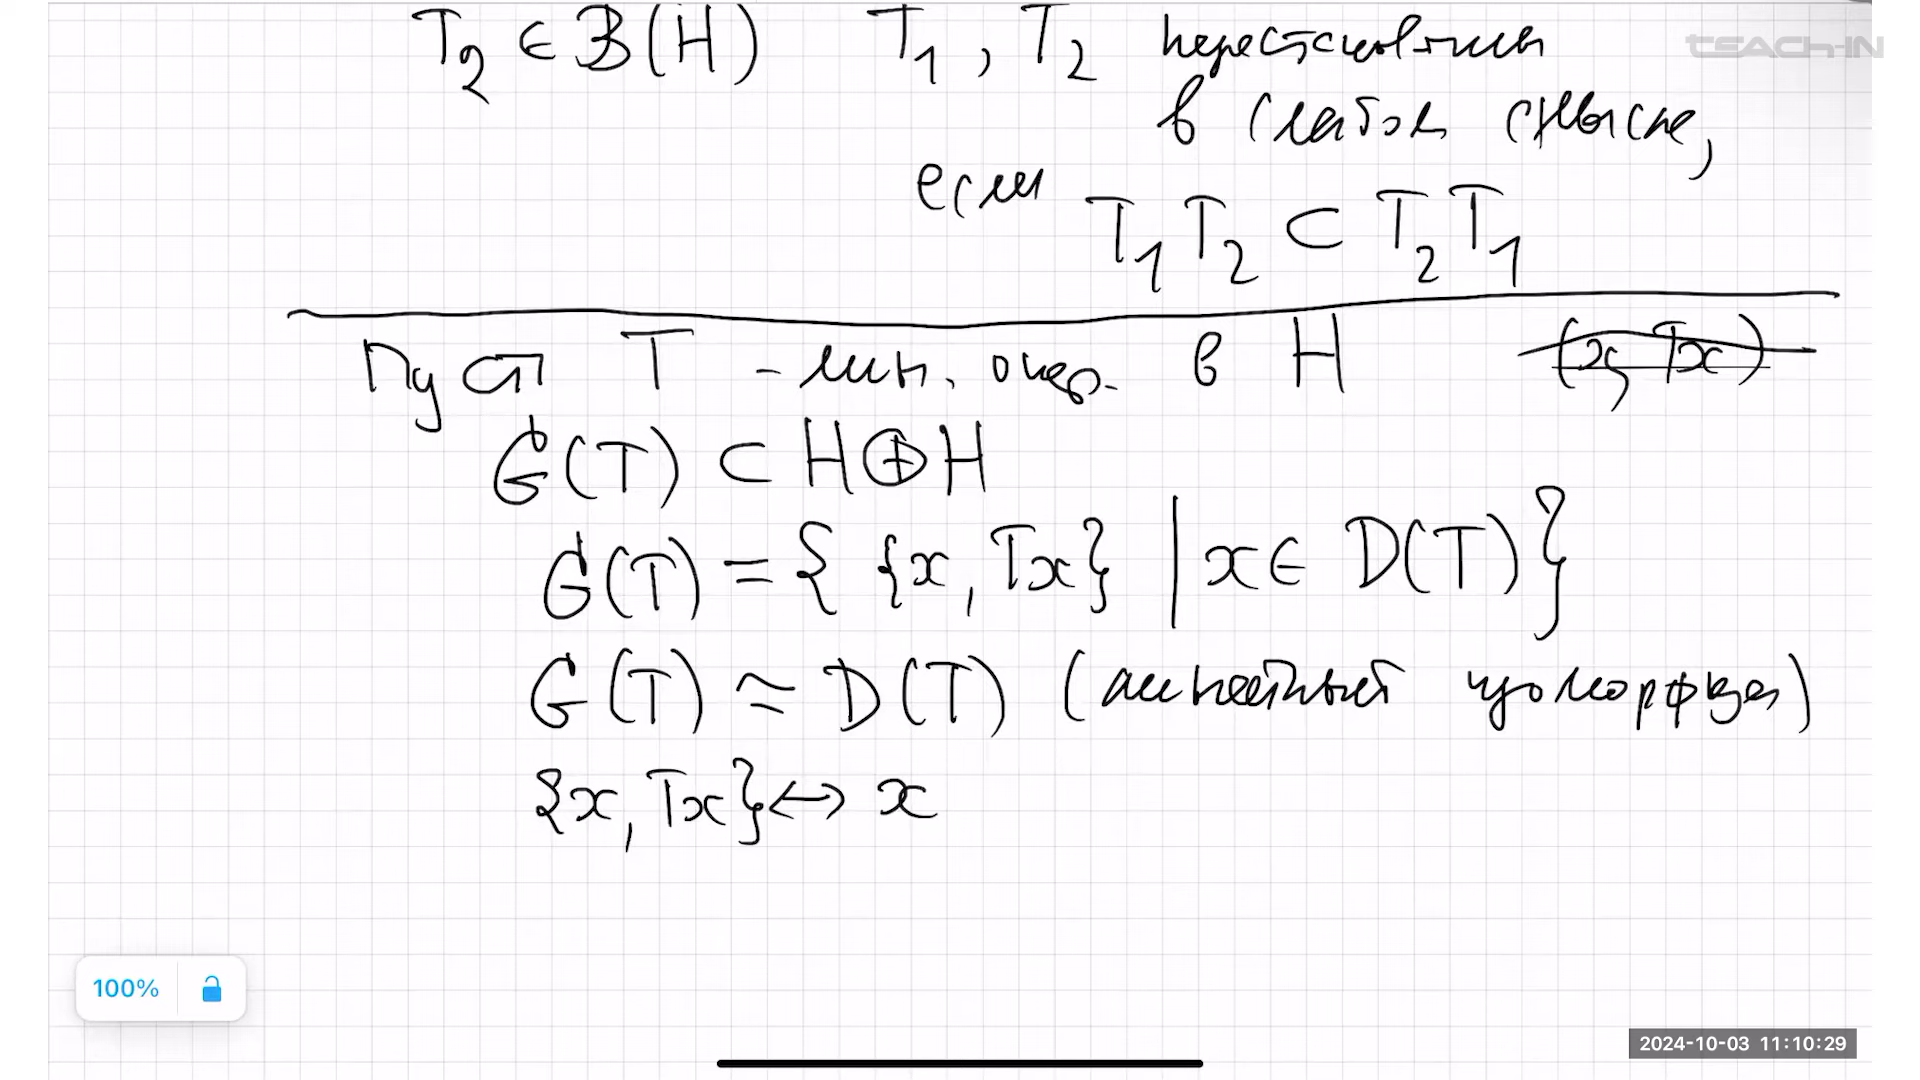 T₂ ∈ B(H) T₁, T₂ перестановочны
в слабом смысле,
если T₁T₂ ⊂ T₂T₁
Пусть T - лин. опер. в H (x, Tx)
G(T) ⊂ H⊕H
G(T) = { {x, Tx} | x ∈ D(T)}
G(T) ≈ D(T) (линейный изоморфизм)
{x, Tx} ↔ x
TEACH-IN
100%
2024-10-03 11:10:29